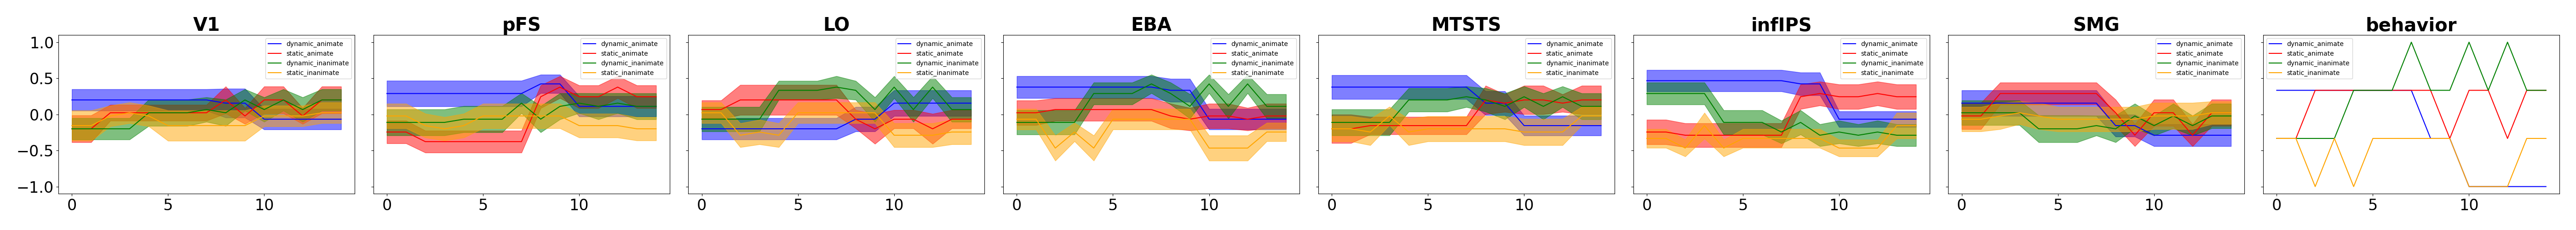 V1
pFS
LO
EBA
MTSTS
infIPS
SMG
behavior
1.0
0.5
0.0
−0.5
−1.0
dynamic_animate
static_animate
dynamic_inanimate
static_inanimate
dynamic_animate
static_animate
dynamic_inanimate
static_inanimate
dynamic_animate
static_animate
dynamic_inanimate
static_inanimate
dynamic_animate
static_animate
dynamic_inanimate
static_inanimate
dynamic_animate
static_animate
dynamic_inanimate
static_inanimate
dynamic_animate
static_animate
dynamic_inanimate
static_inanimate
dynamic_animate
static_animate
dynamic_inanimate
static_inanimate
dynamic_animate
static_animate
dynamic_inanimate
static_inanimate
0 5 10
0 5 10
0 5 10
0 5 10
0 5 10
0 5 10
0 5 10
0 5 10